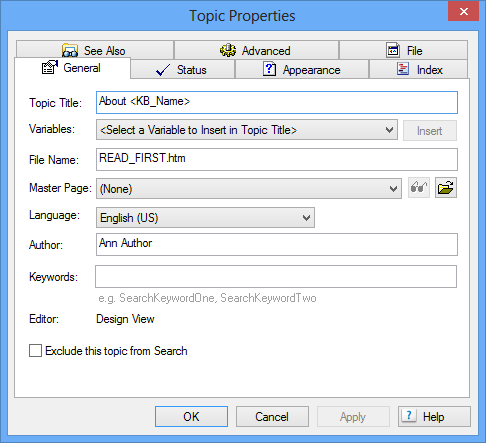 Topic Properties
See Also Advanced File
General Status Appearance Index
Topic Title: About <KB_Name>
Variables: <Select a Variable to Insert in Topic Title> Insert
File Name: READ_FIRST.htm
Master Page: (None)
Language: English (US)
Author: Ann Author
Keywords:
e.g. SearchKeywordOne, SearchKeywordTwo
Editor: Design View
Exclude this topic from Search
OK Cancel Apply ? Help